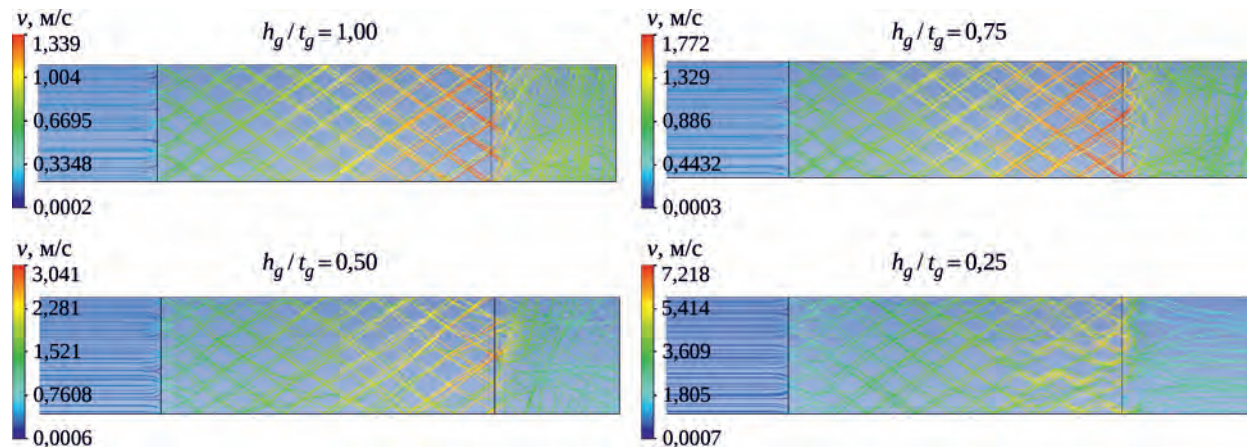 v, м/с
1,339
1,004
0,6695
0,3348
0,0002
h_g / t_g = 1,00
v, м/с
1,772
1,329
0,886
0,4432
0,0003
h_g / t_g = 0,75
v, м/с
3,041
2,281
1,521
0,7608
0,0006
h_g / t_g = 0,50
v, м/с
7,218
5,414
3,609
1,805
0,0007
h_g / t_g = 0,25